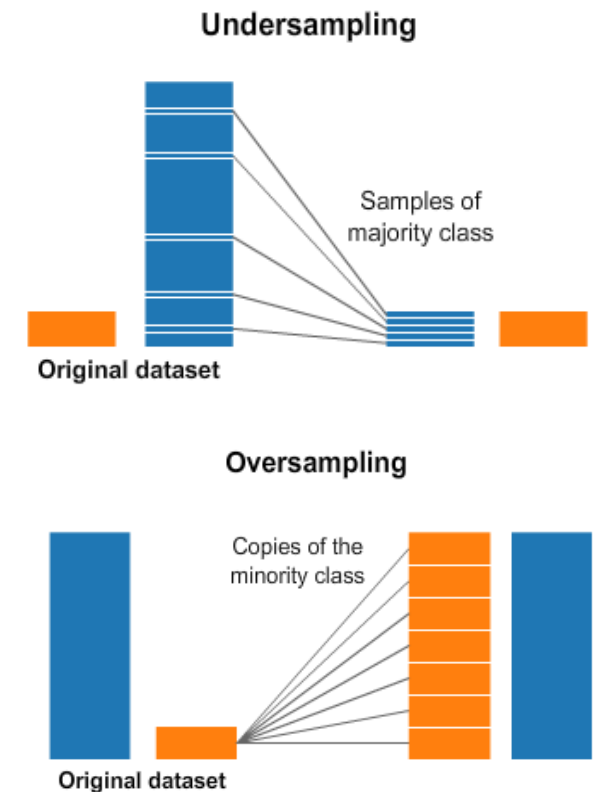 Undersampling
Samples of
majority class
Original dataset
Oversampling
Copies of the
minority class
Original dataset